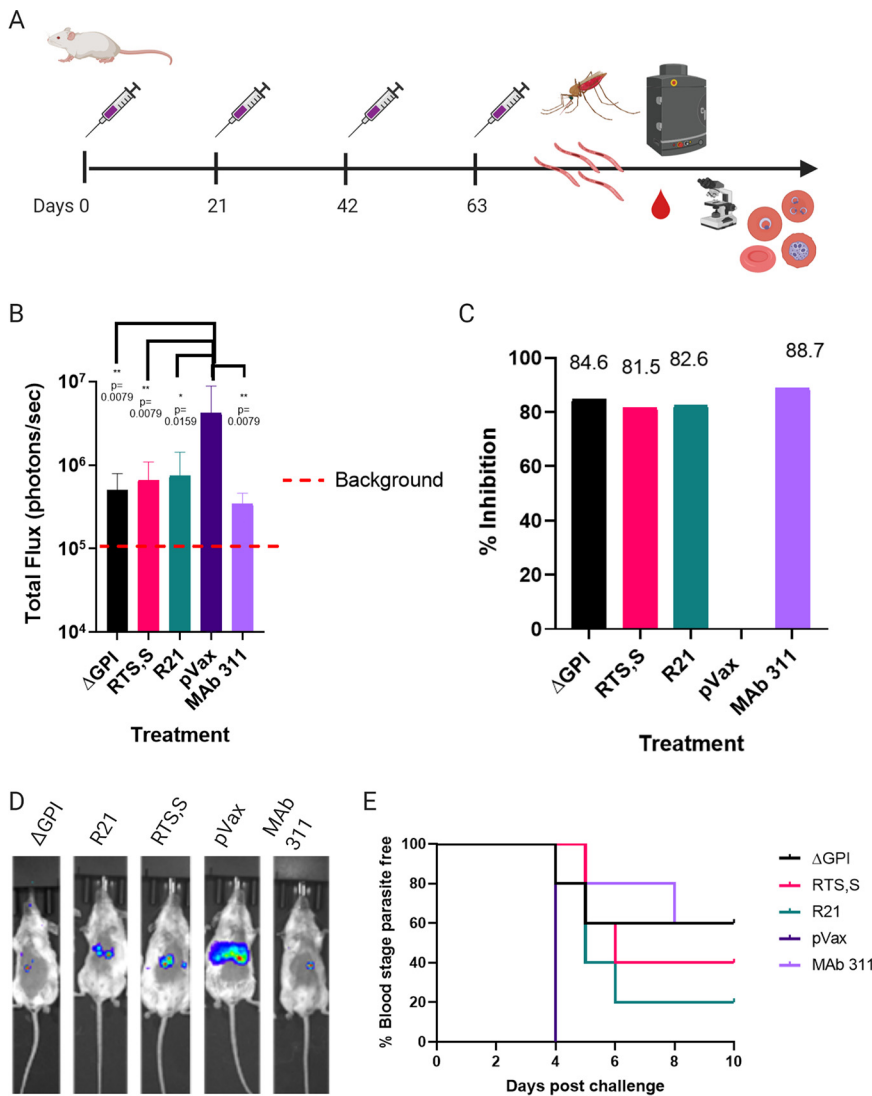 A
Days 0
21
42
63
B
Total Flux (photons/sec)
10⁷
10⁶
10⁵
10⁴
**
p=
0.0079
**
p=
0.0079
*
p=
0.0159
**
p=
0.0079
Background
ΔGPI
RTS,S
R21
pVax
MAb 311
Treatment
C
% Inhibition
100
80
60
40
20
0
84.6
81.5
82.6
88.7
ΔGPI
RTS,S
R21
pVax
MAb 311
Treatment
D
ΔGPI
R21
RTS,S
pVax
MAb
311
E
% Blood stage parasite free
100
80
60
40
20
0
0
2
4
6
8
10
Days post challenge
ΔGPI
RTS,S
R21
pVax
MAb 311